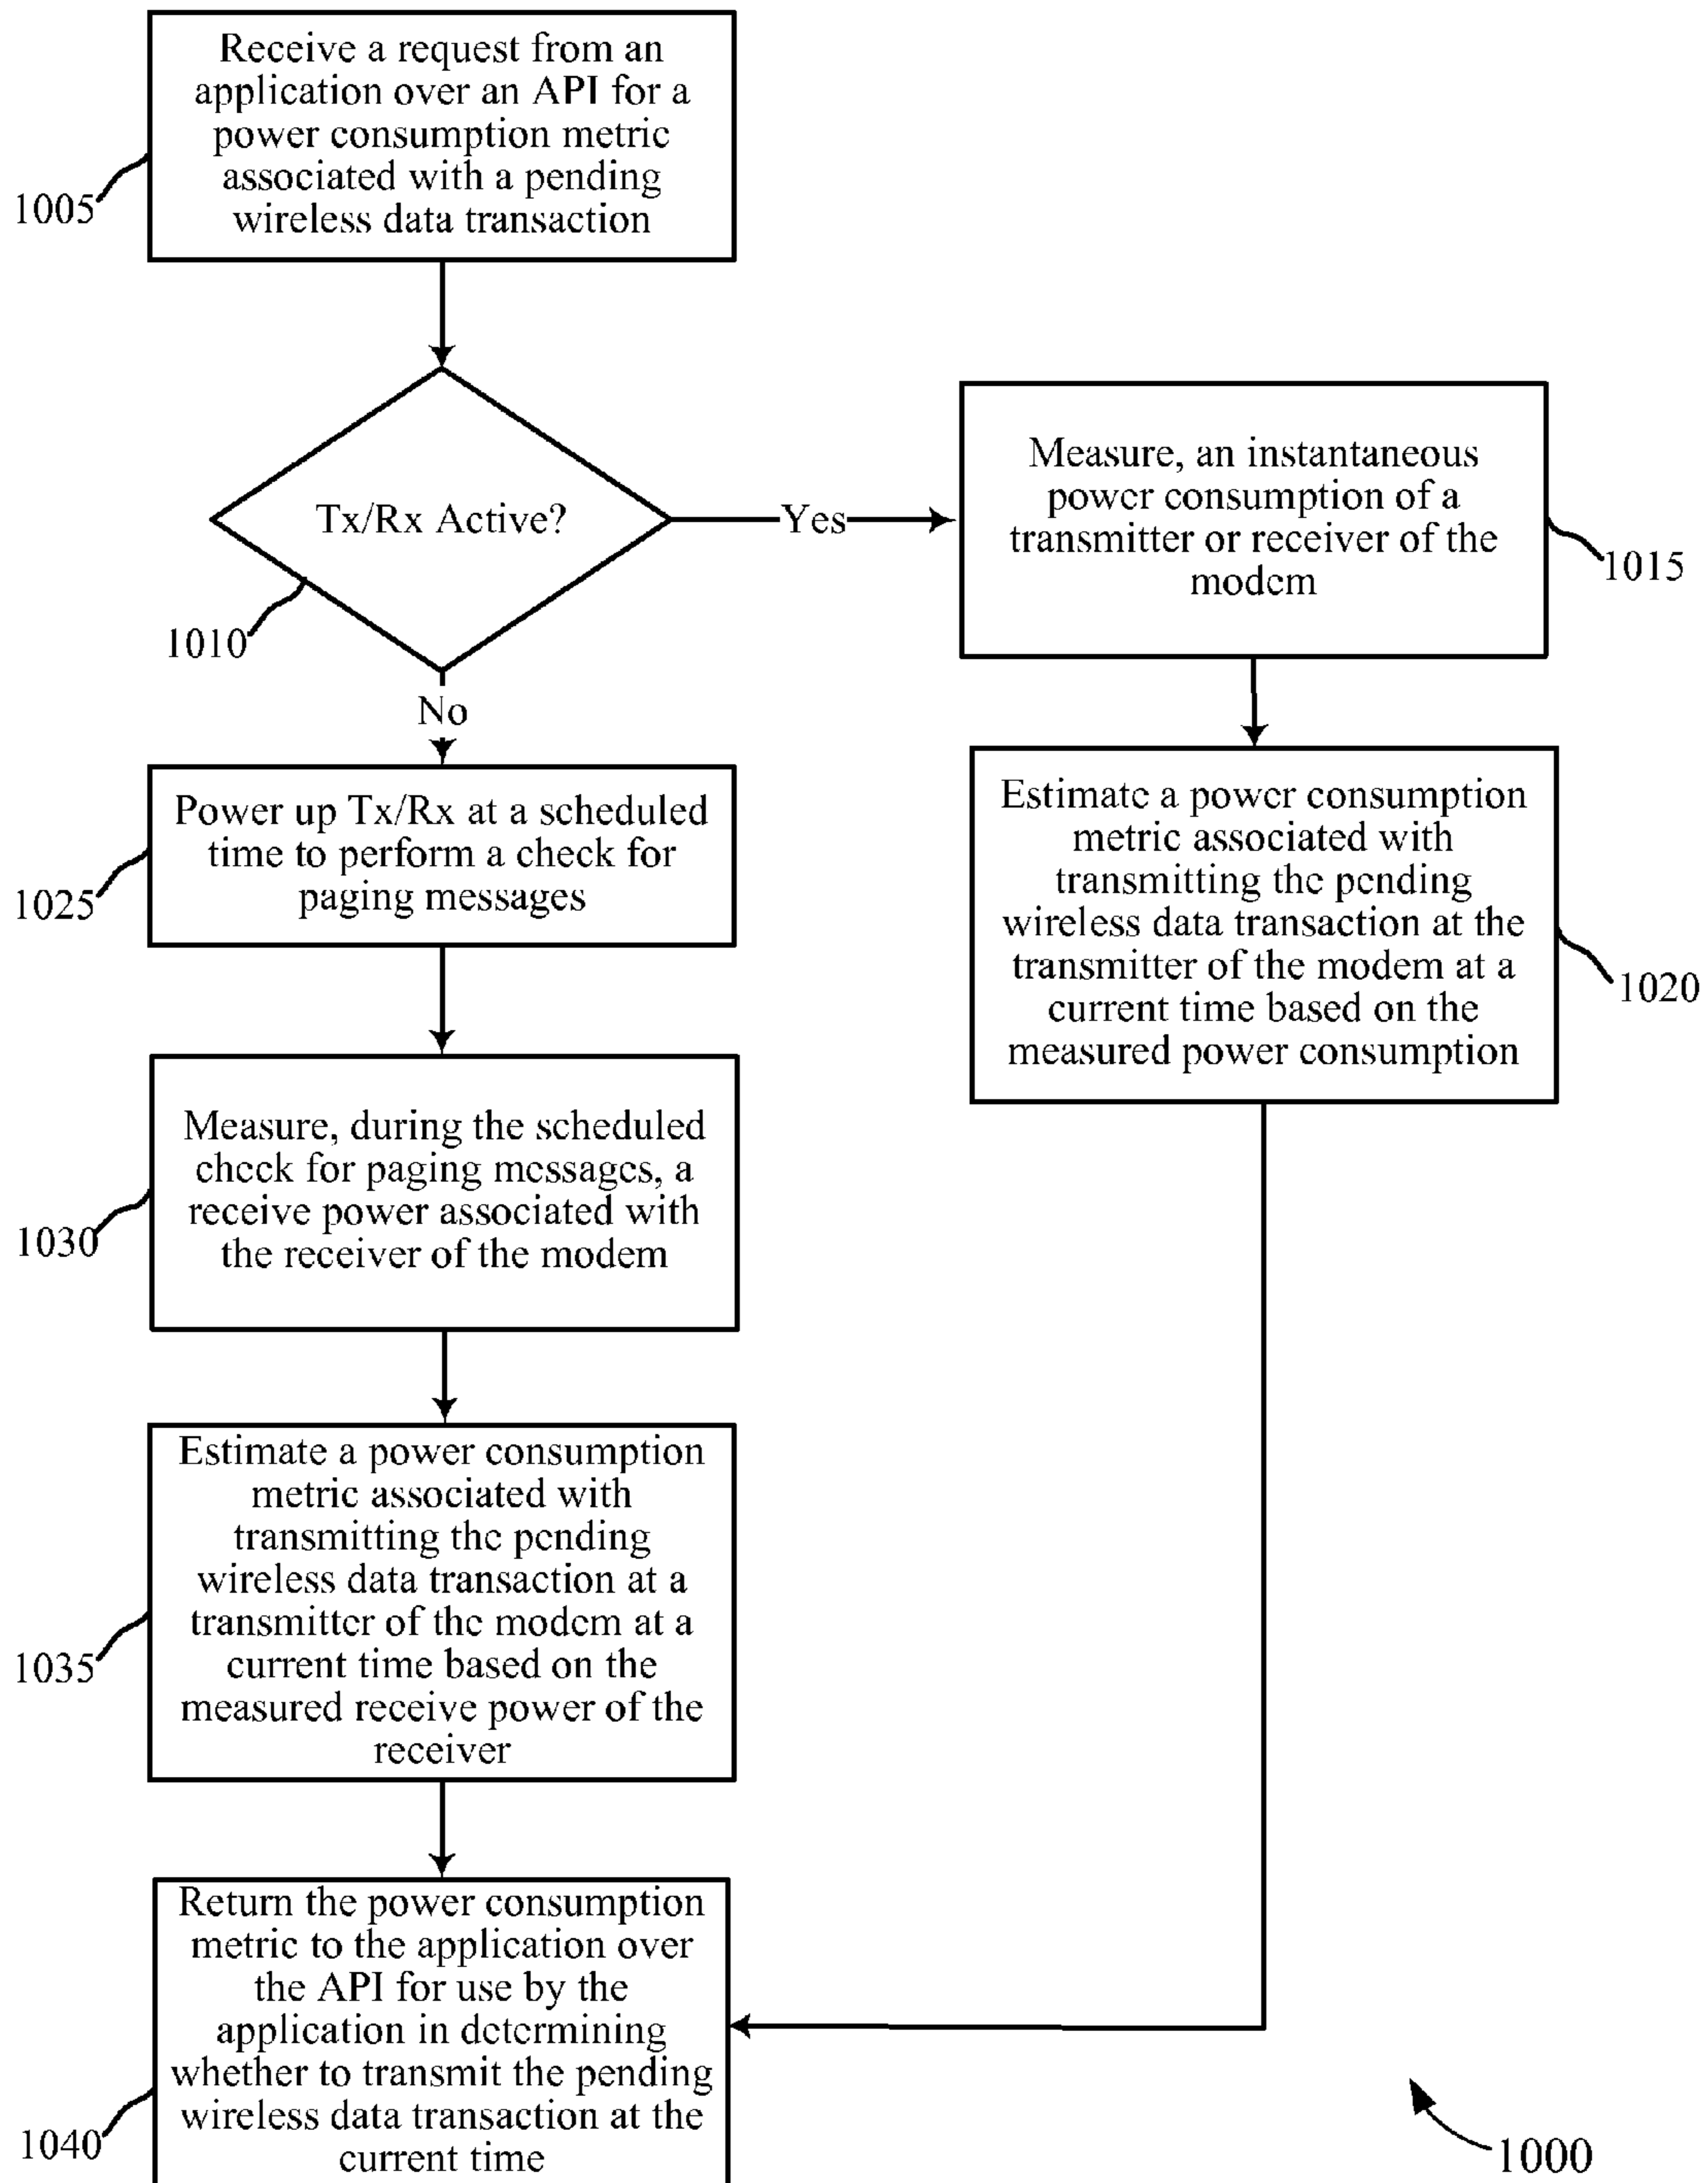 Receive a request from an
application over an API for a
power consumption metric
associated with a pending
wireless data transaction
1005
Tx/Rx Active?
Yes
1010
No
Measure, an instantaneous
power consumption of a
transmitter or receiver of the
modem
1015
Estimate a power consumption
metric associated with
transmitting the pending
wireless data transaction at the
transmitter of the modem at a
current time based on the
measured power consumption
1020
Power up Tx/Rx at a scheduled
time to perform a check for
paging messages
1025
Measure, during the scheduled
check for paging messages, a
receive power associated with
the receiver of the modem
1030
Estimate a power consumption
metric associated with
transmitting the pending
wireless data transaction at a
transmitter of the modem at a
current time based on the
measured receive power of the
receiver
1035
Return the power consumption
metric to the application over
the API for use by the
application in determining
whether to transmit the pending
wireless data transaction at the
current time
1040
1000